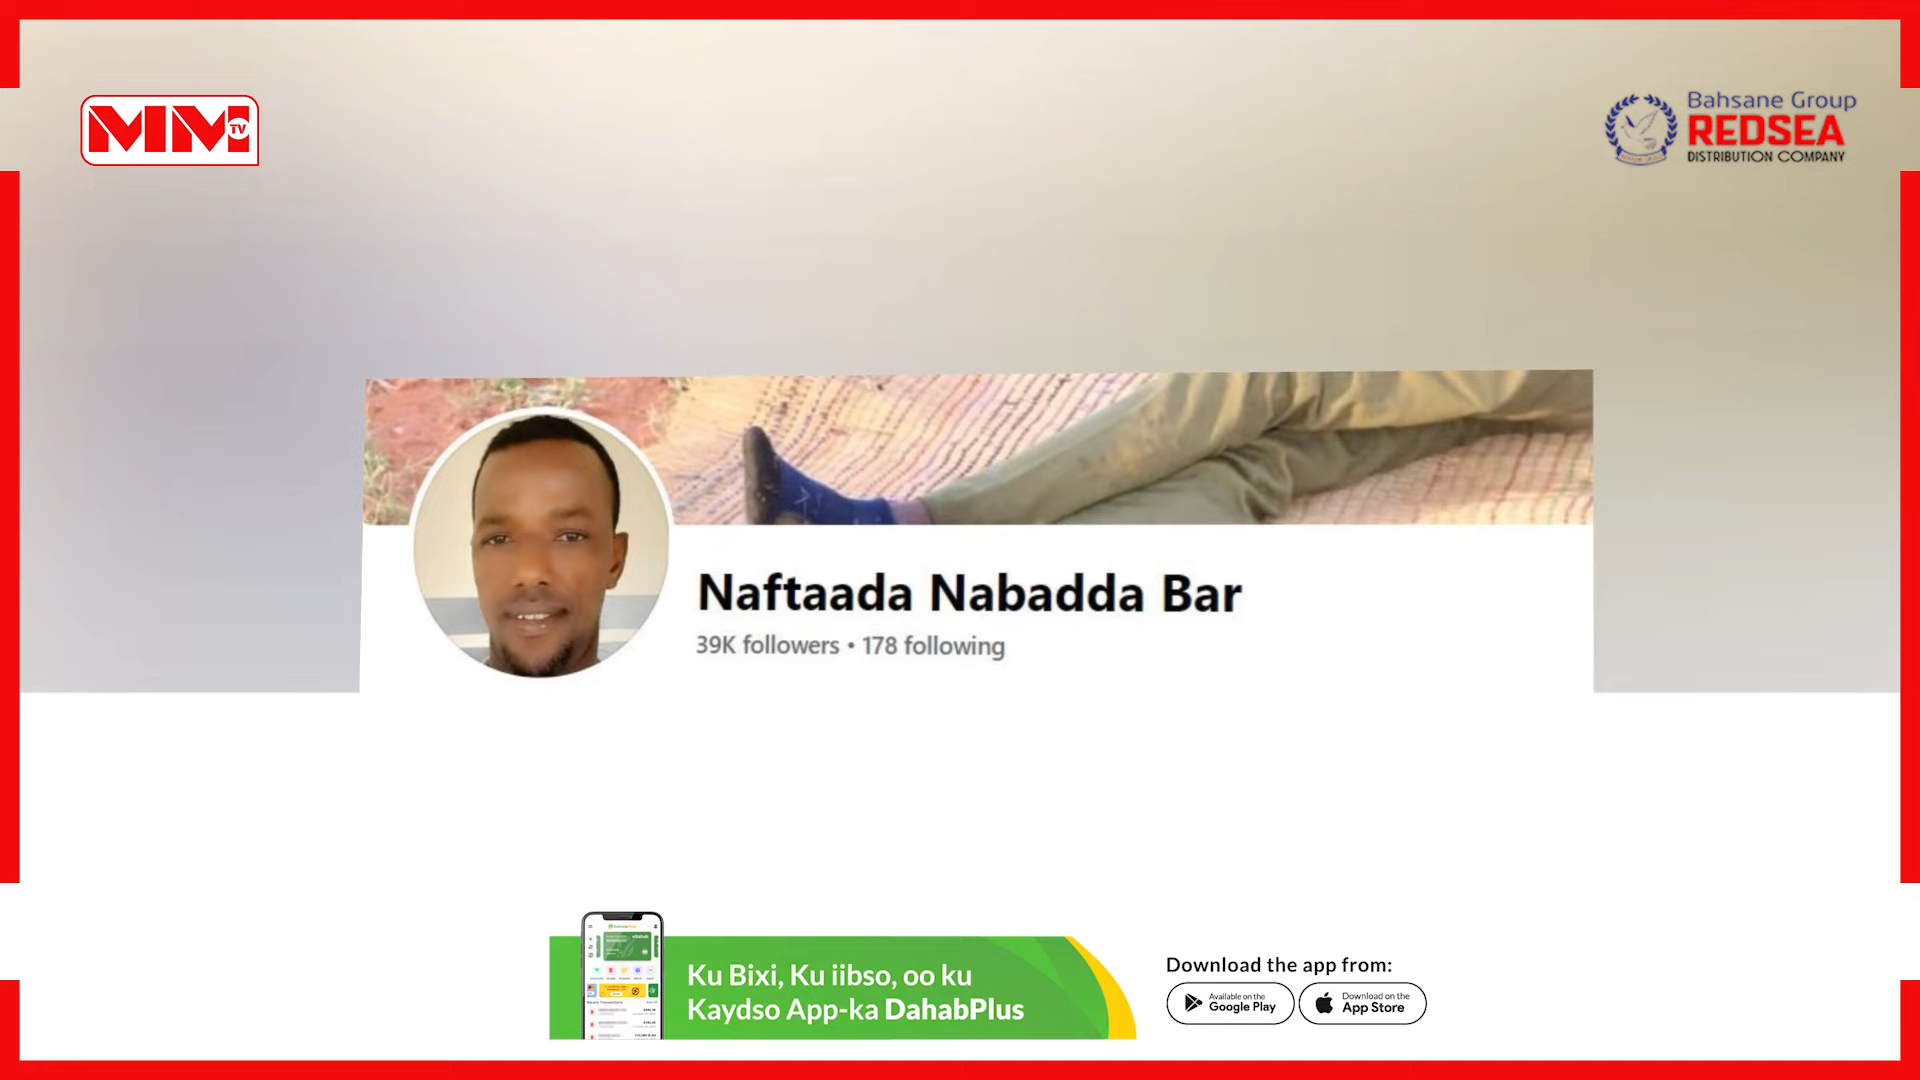 MM TV
Bahsane Group
REDSEA
DISTRIBUTION COMPANY
Naftaada Nabadda Bar
39K followers • 178 following
Ku Bixi, Ku iibso, oo ku
Kaydso App-ka DahabPlus
Download the app from:
Available on the
Google Play
Download on the
App Store